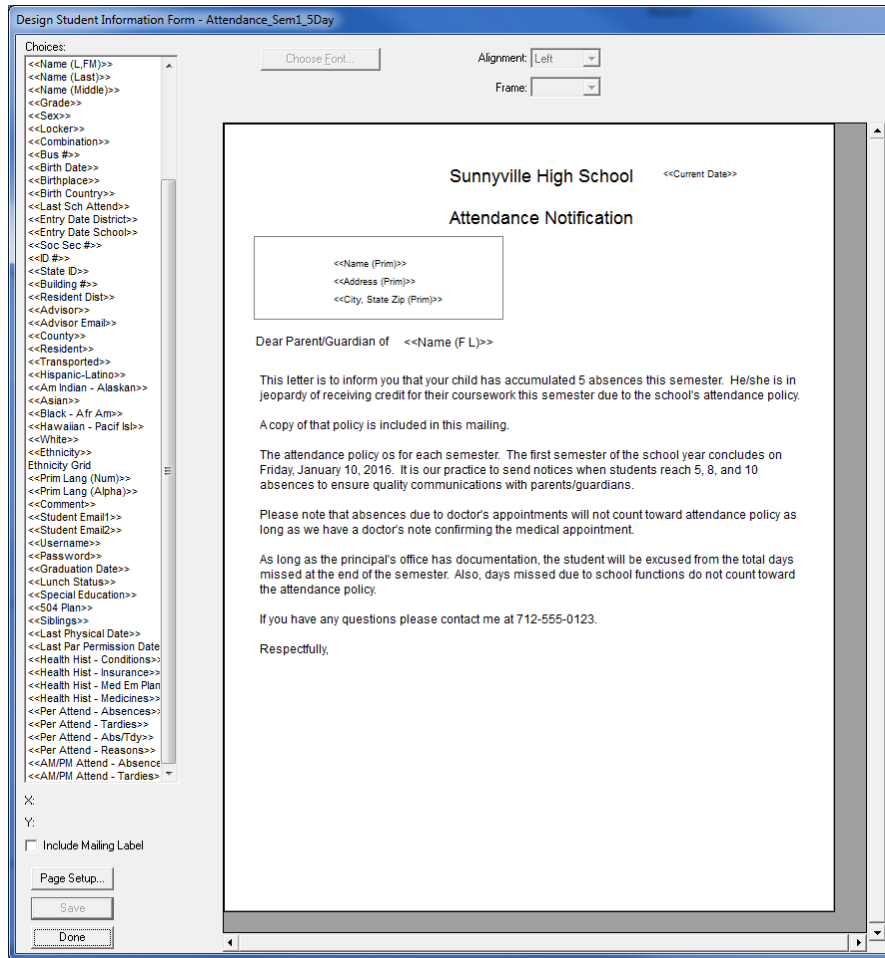 Design Student Information Form - Attendance_Sem1_5Day
Choices:
<<Name (L,FM)>>
<<Name (Last)>>
<<Name (Middle)>>
<<Grade>>
<<Sex>>
<<Locker>>
<<Combination>>
<<Bus #>>
<<Birth Date>>
<<Birthplace>>
<<Birth Country>>
<<Last Sch Attend>>
<<Entry Date District>>
<<Entry Date School>>
<<Soc Sec #>>
<<ID #>>
<<State ID>>
<<Building #>>
<<Resident Dist>>
<<Advisor>>
<<Advisor Email>>
<<County>>
<<Resident>>
<<Transported>>
<<Hispanic-Latino>>
<<Am Indian - Alaskan>>
<<Asian>>
<<Black - Afr Am>>
<<Hawaiian - Pacif Isl>>
<<White>>
<<Ethnicity>>
Ethnicity Grid
<<Prim Lang (Num)>>
<<Prim Lang (Alpha)>>
<<Comment>>
<<Student Email1>>
<<Student Email2>>
<<Username>>
<<Password>>
<<Graduation Date>>
<<Lunch Status>>
<<Special Education>>
<<504 Plan>>
<<Siblings>>
<<Last Physical Date>>
<<Last Par Permission Date
<<Health Hist - Conditions>>
<<Health Hist - Insurance>>
<<Health Hist - Med Em Plan
<<Health Hist - Medicines>>
<<Per Attend - Absences>>
<<Per Attend - Tardies>>
<<Per Attend - Abs/Tdy>>
<<Per Attend - Reasons>>
<<AM/PM Attend - Absence
<<AM/PM Attend - Tardies>
X:
Y:
Include Mailing Label
Page Setup...
Save
Done
Choose Font...
Alignment: Left
Frame:
Sunnyville High School <<Current Date>>
Attendance Notification
<<Name (Prim)>>
<<Address (Prim)>>
<<City, State Zip (Prim)>>
Dear Parent/Guardian of <<Name (F L)>>
This letter is to inform you that your child has accumulated 5 absences this semester. He/she is in
jeopardy of receiving credit for their coursework this semester due to the school's attendance policy.
A copy of that policy is included in this mailing.
The attendance policy os for each semester. The first semester of the school year concludes on
Friday, January 10, 2016. It is our practice to send notices when students reach 5, 8, and 10
absences to ensure quality communications with parents/guardians.
Please note that absences due to doctor's appointments will not count toward attendance policy as
long as we have a doctor's note confirming the medical appointment.
As long as the principal's office has documentation, the student will be excused from the total days
missed at the end of the semester. Also, days missed due to school functions do not count toward
the attendance policy.
If you have any questions please contact me at 712-555-0123.
Respectfully,